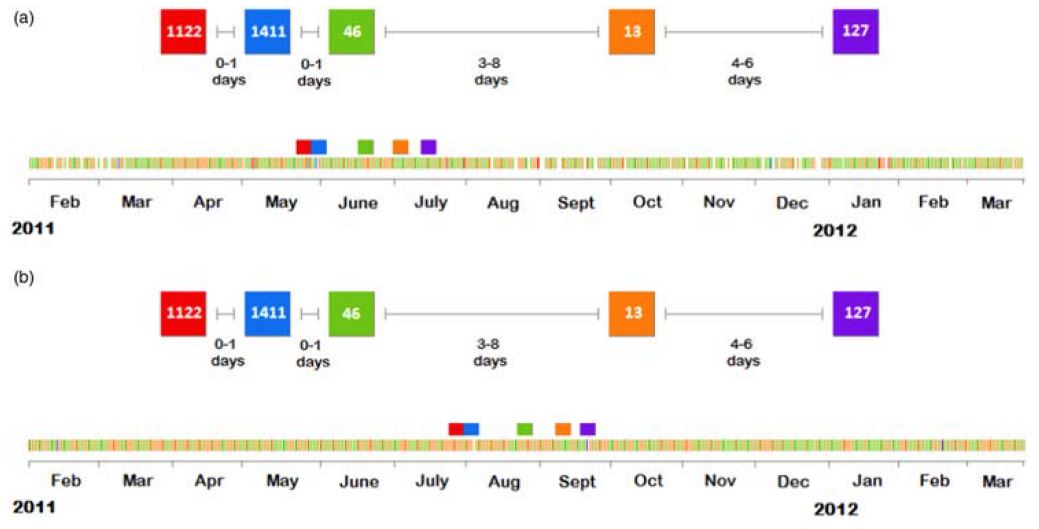 (a)
1122 1411 46 13 127
0-1 0-1 3-8 4-6
days days days days
Feb Mar Apr May June July Aug Sept Oct Nov Dec Jan Feb Mar
2011 2012
(b)
1122 1411 46 13 127
0-1 0-1 3-8 4-6
days days days days
Feb Mar Apr May June July Aug Sept Oct Nov Dec Jan Feb Mar
2011 2012